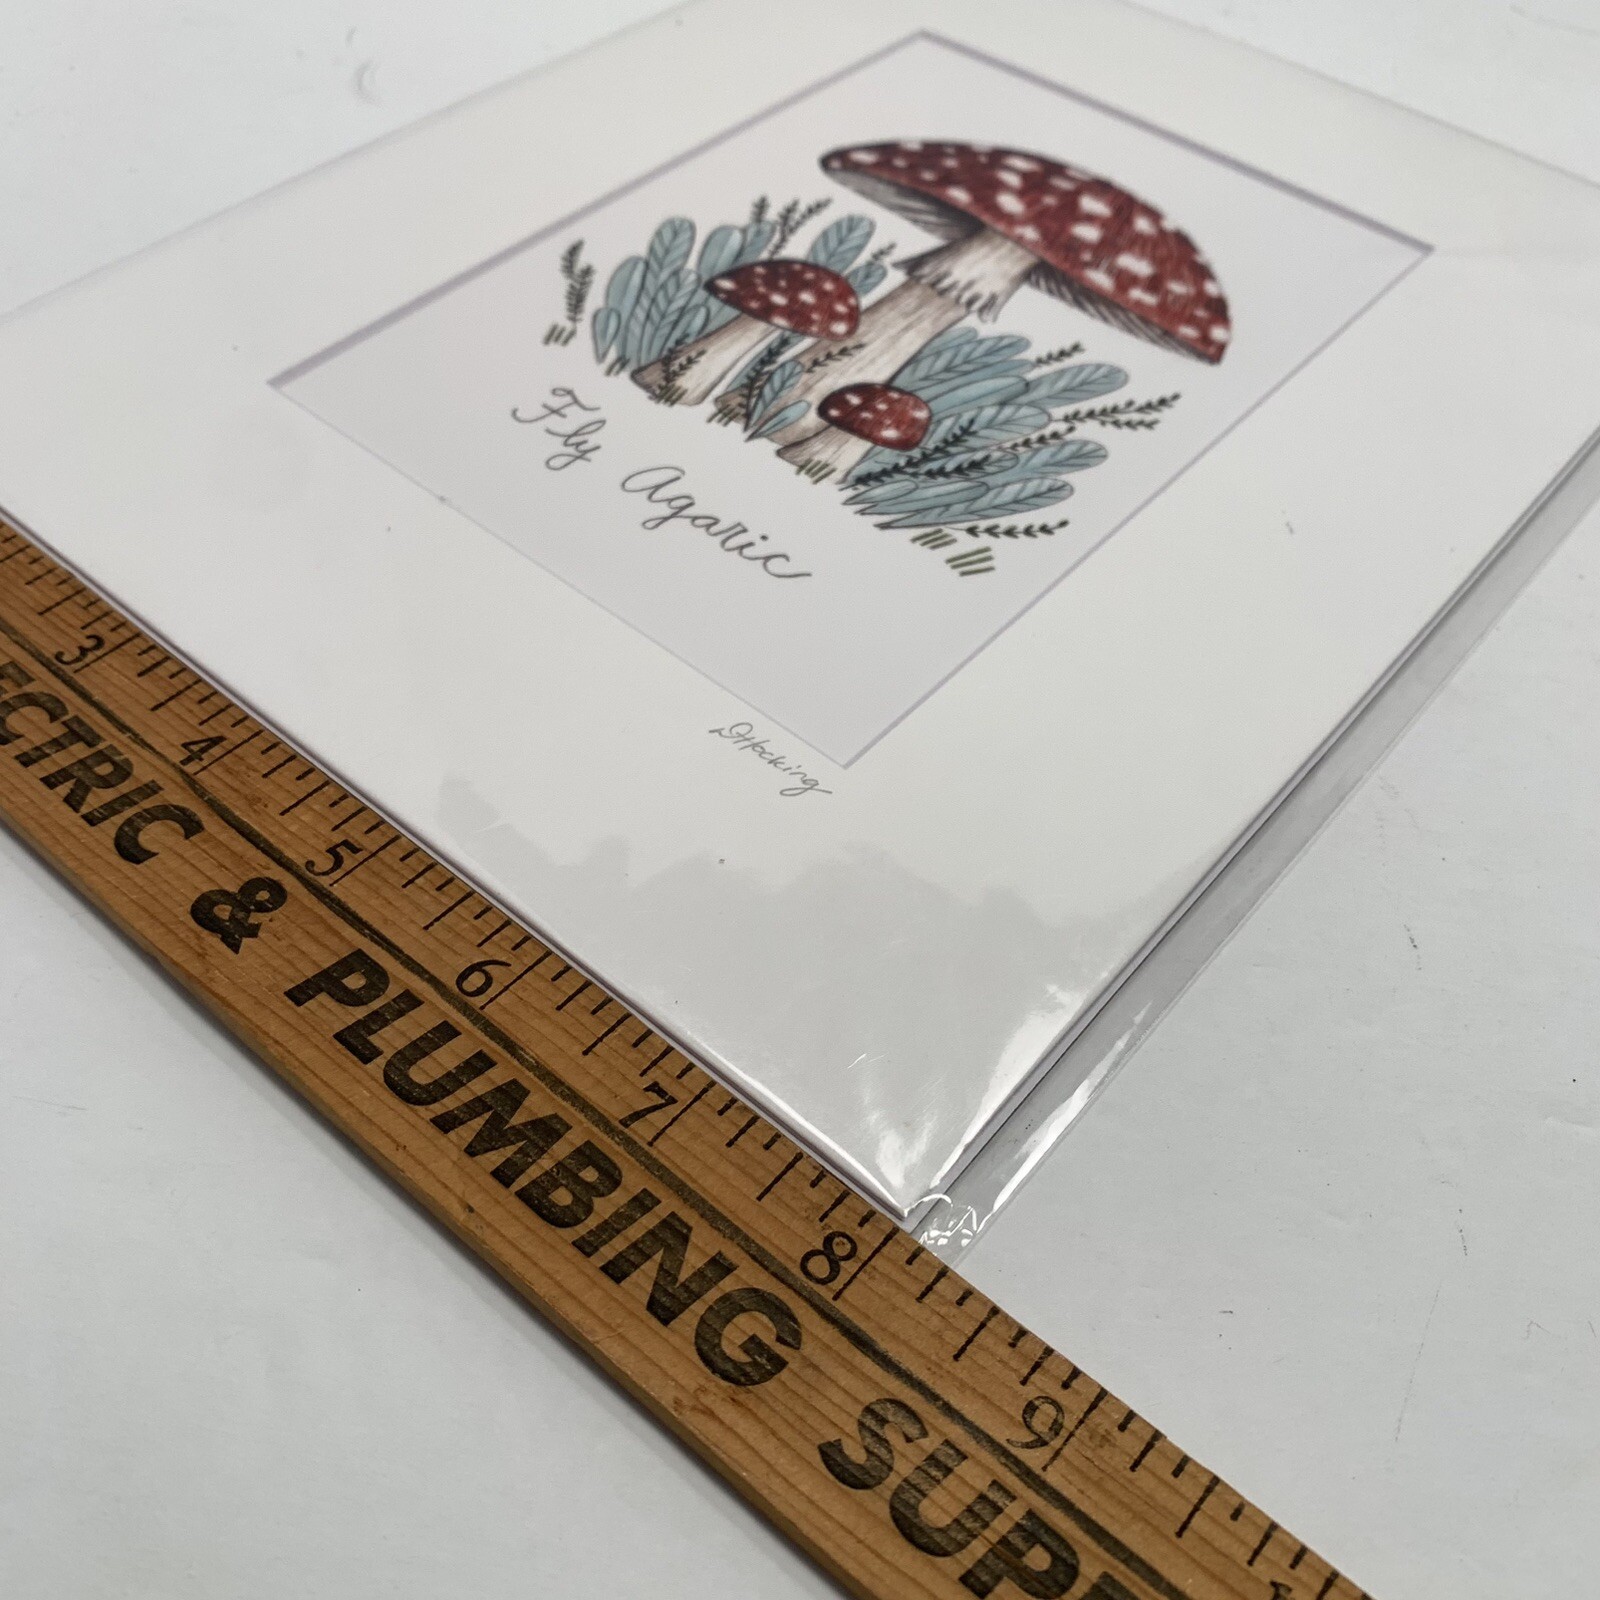 Fly Agaric
DHocking
3 4 5 6 7 8 9
ECTRIC & PLUMBING SUP